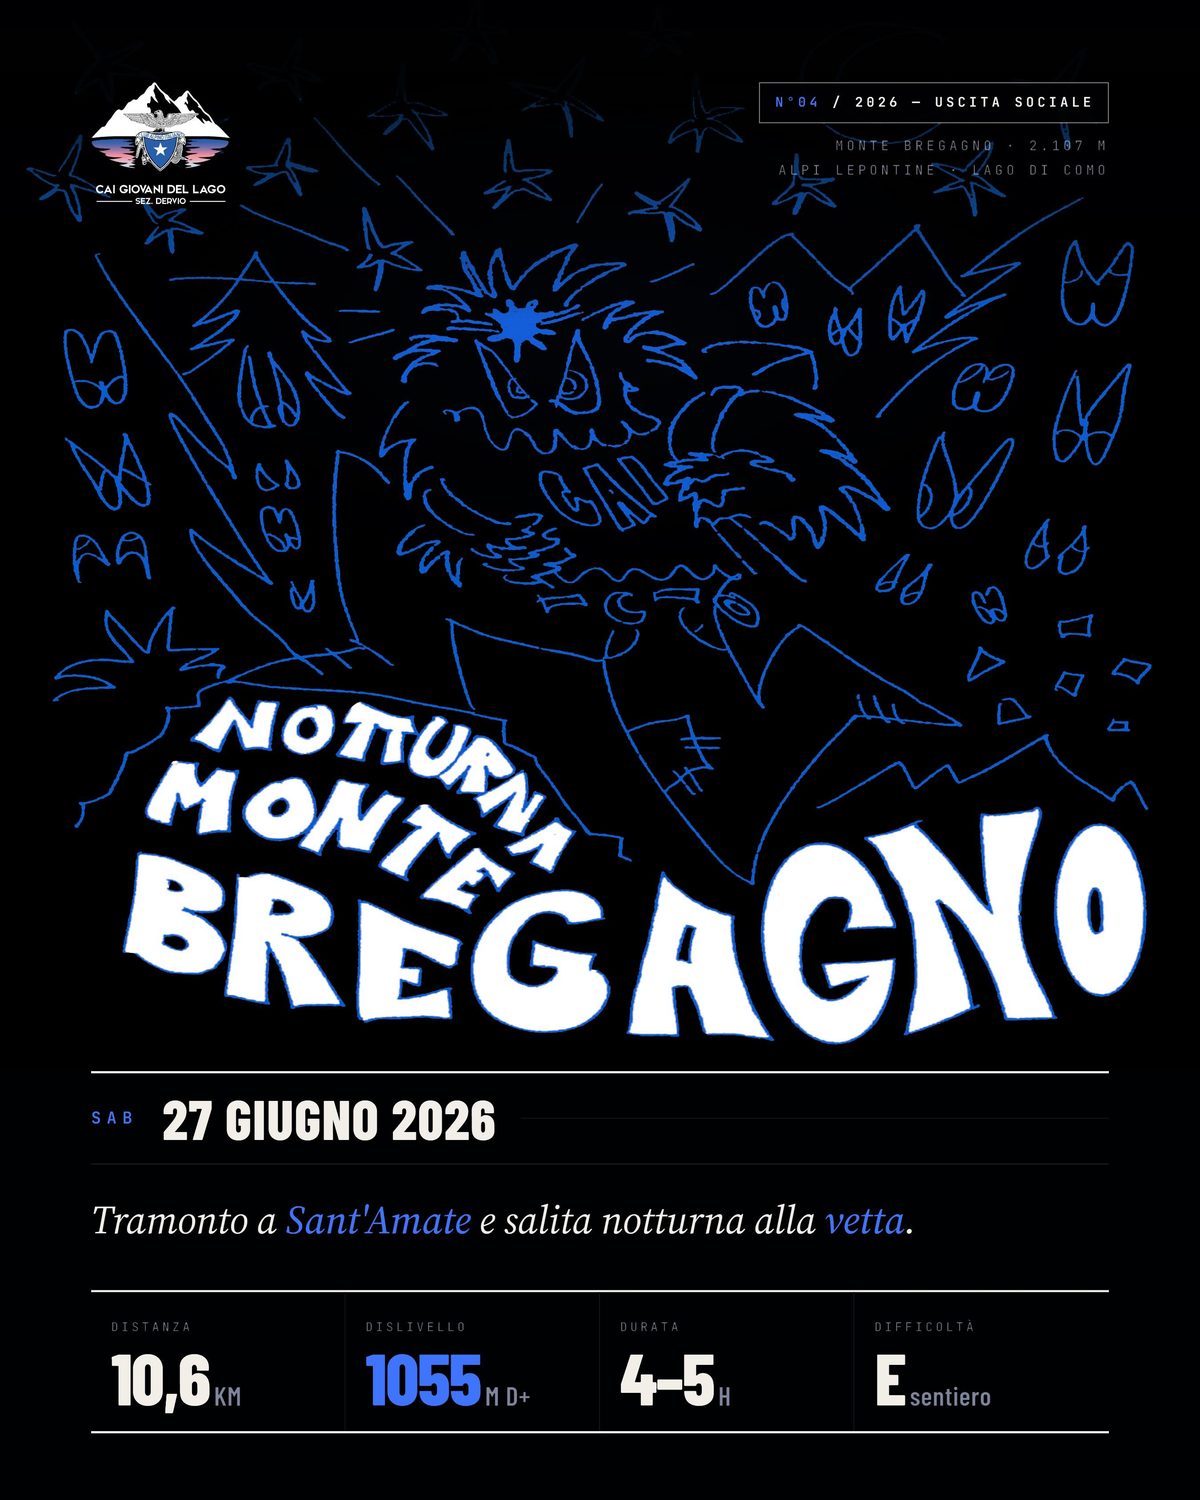 CAI GIOVANI DEL LAGO
SEZ. DERVIO
N°04 / 2026 — USCITA SOCIALE
MONTE BREGAGNO · 2.107 M
ALPI LEPONTINE · LAGO DI COMO
CAI
NOTTURNA
MONTE
BREGAGNO
SAB 27 GIUGNO 2026
Tramonto a Sant'Amate e salita notturna alla vetta.
DISTANZA DISLIVELLO DURATA DIFFICOLTÀ
10,6 KM 1055 M D+ 4–5 H E sentiero